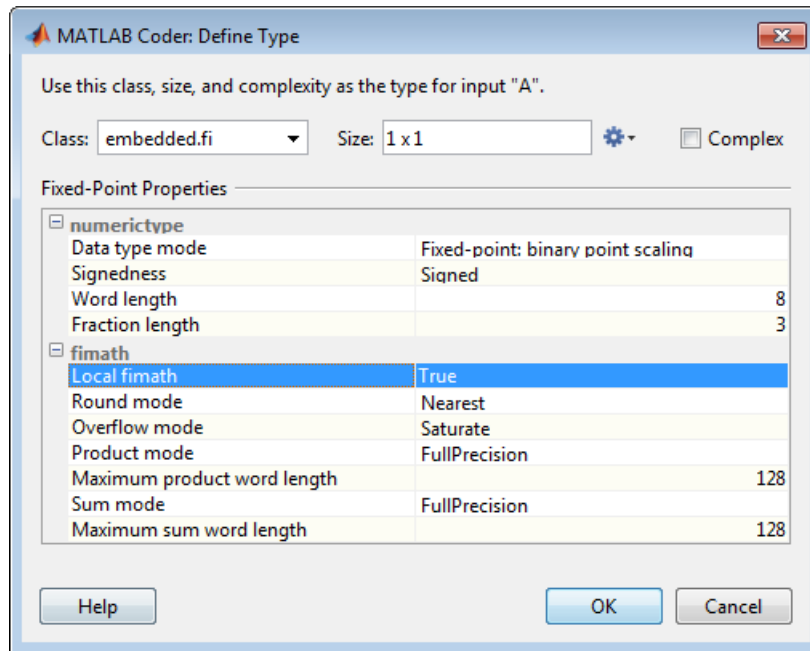 MATLAB Coder: Define Type
Use this class, size, and complexity as the type for input "A".
Class: embedded.fi Size: 1 x 1 Complex
Fixed-Point Properties
numerictype
Data type mode Fixed-point: binary point scaling
Signedness Signed
Word length 8
Fraction length 3
fimath
Local fimath True
Round mode Nearest
Overflow mode Saturate
Product mode FullPrecision
Maximum product word length 128
Sum mode FullPrecision
Maximum sum word length 128
Help OK Cancel